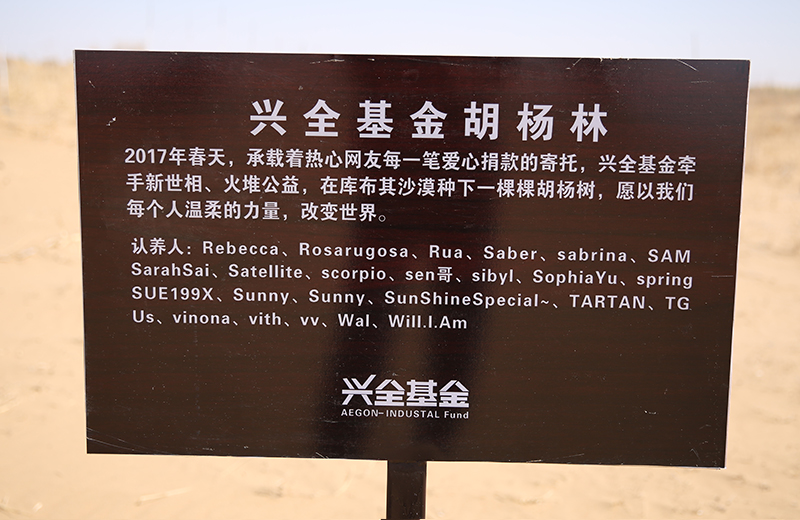 兴全基金胡杨林
2017年春天，承载着热心网友每一笔爱心捐款的寄托，兴全基金牵
手新世相、火堆公益，在库布其沙漠种下一棵棵胡杨树，愿以我们
每个人温柔的力量，改变世界。
认养人：Rebecca、Rosarugosa、Rua、Saber、sabrina、SAM
SarahSai、Satellite、scorpio、sen哥、sibyl、SophiaYu、spring
SUE199X、Sunny、Sunny、SunShineSpecial~、TARTAN、TG
Us、vinona、vith、vv、Wal、Will.I.Am
兴全基金
AEGON-INDUSTAL Fund